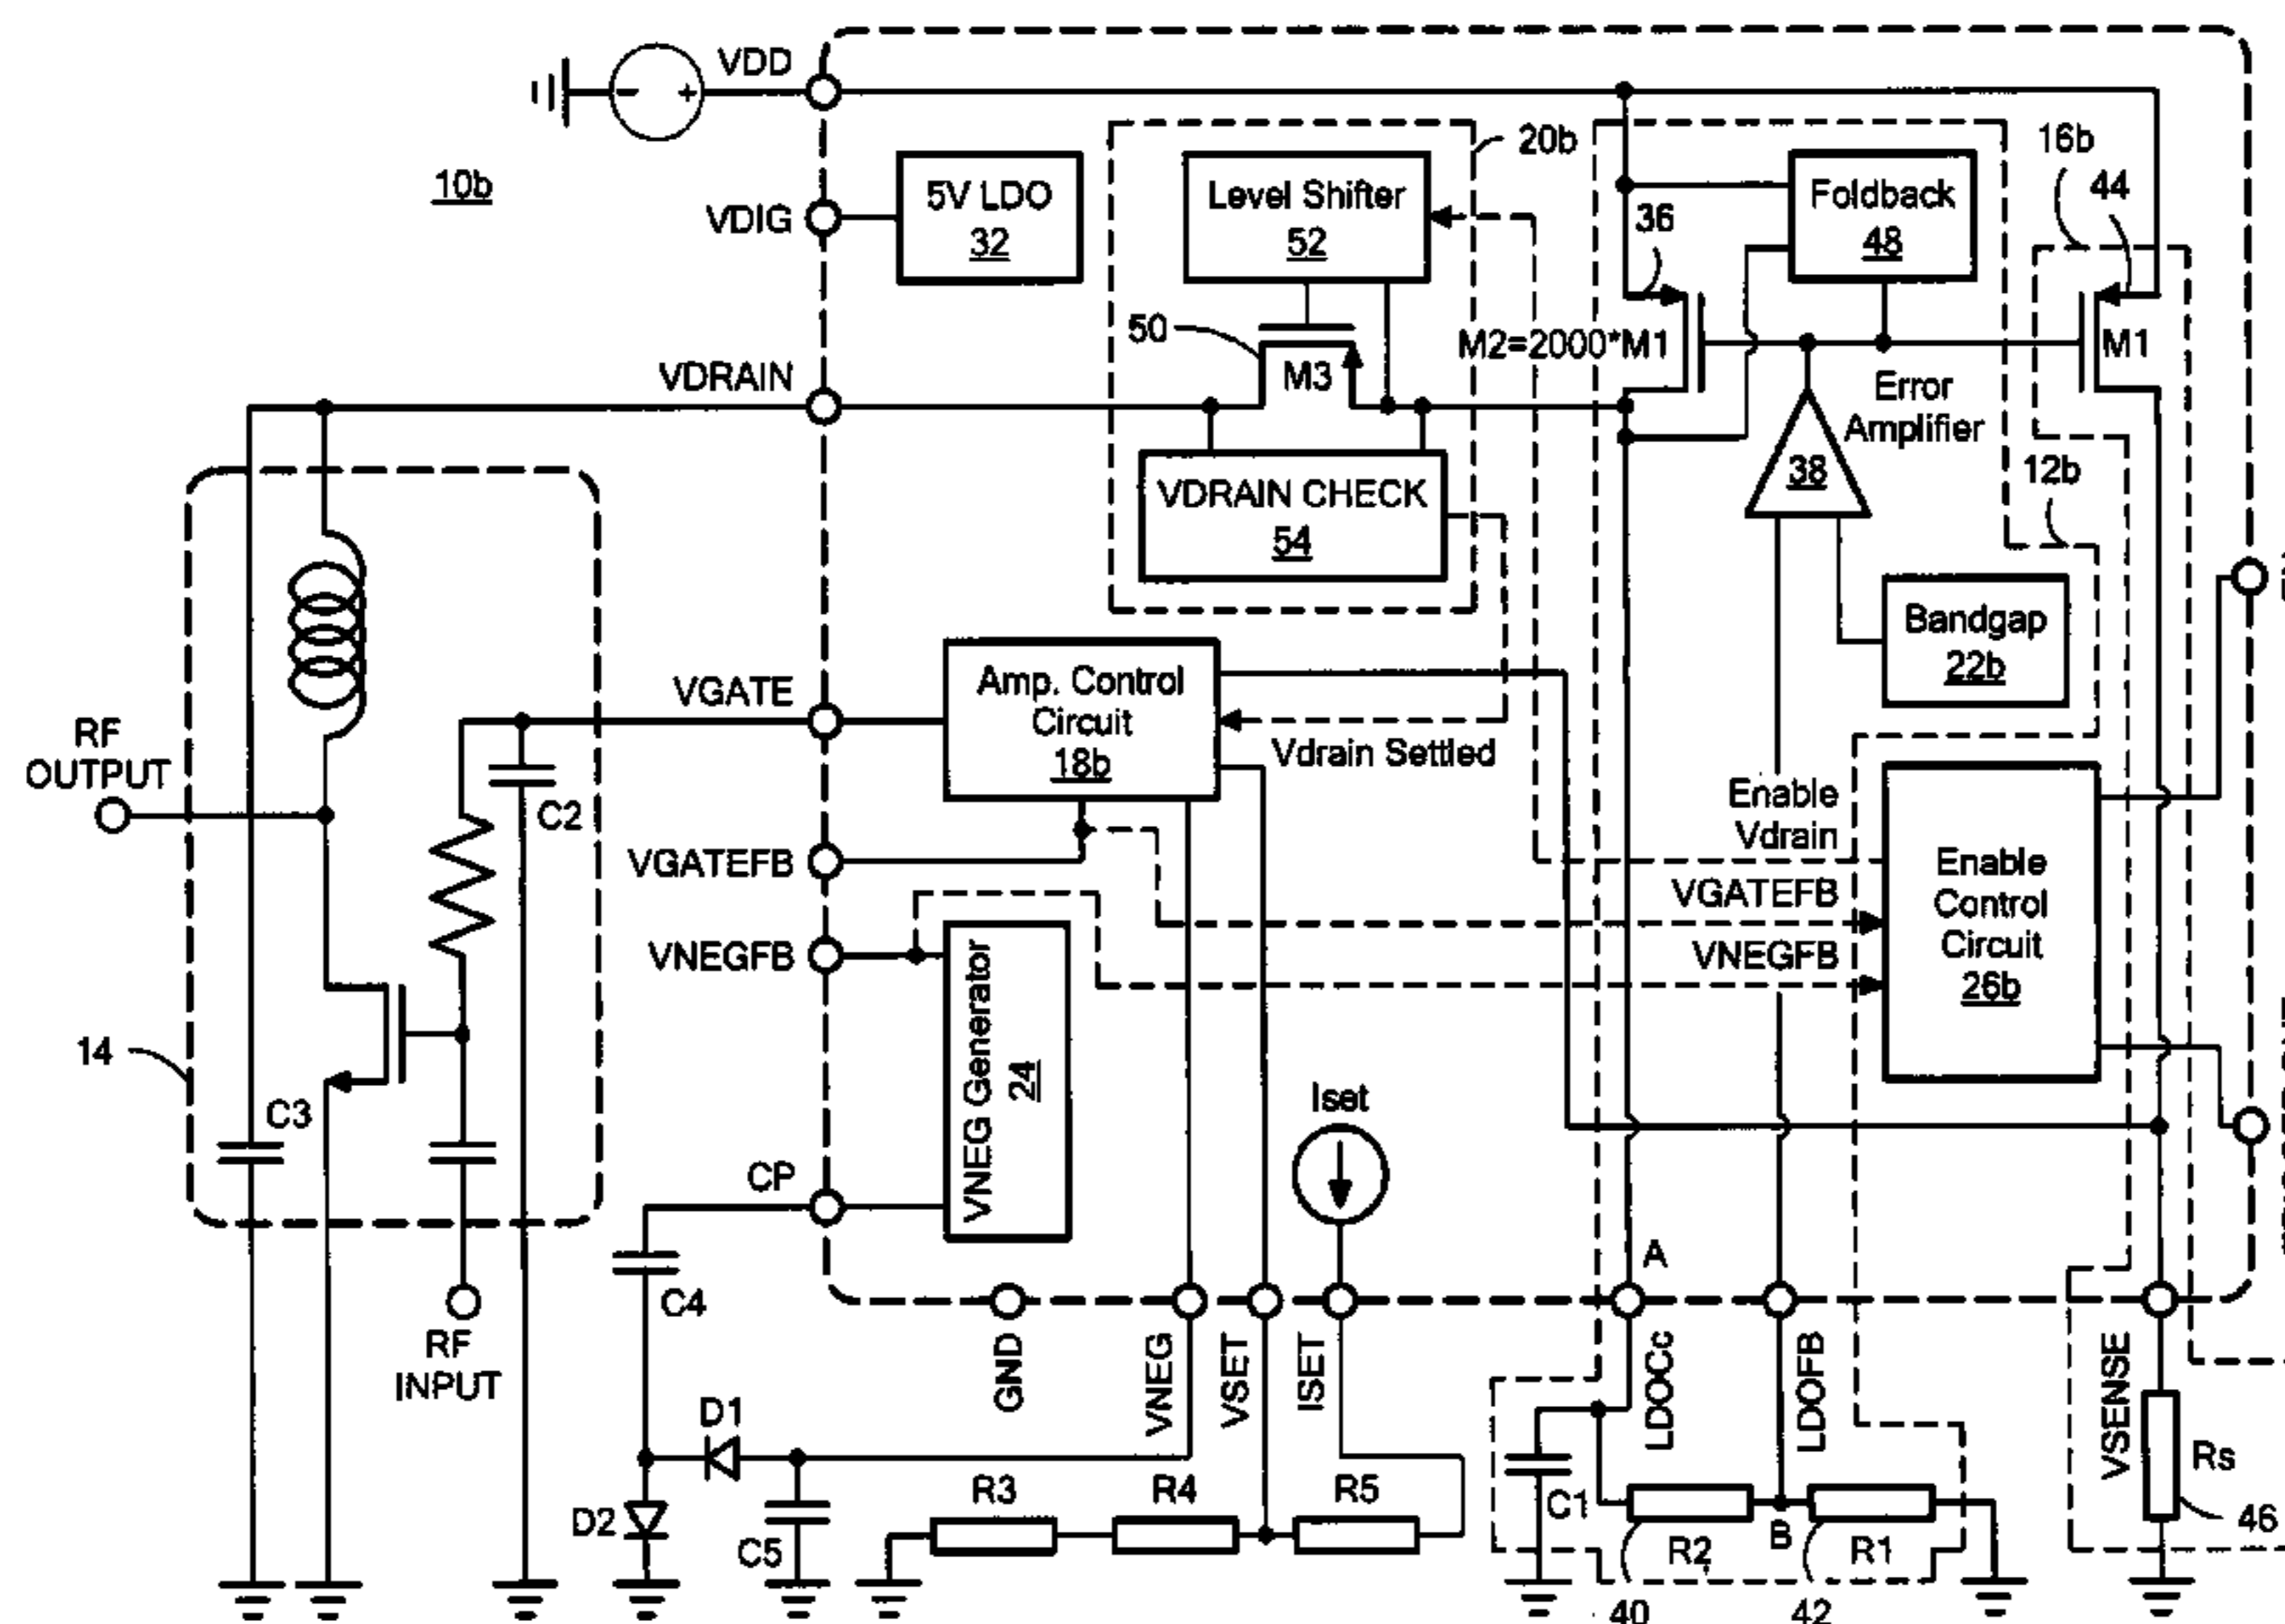 VDD
− +
10b
VDIG
5V LDO
32
20b
Level Shifter
52
16b
44
Foldback
48
36
50
M3
M2=2000*M1
M1
Error
Amplifier
38
VDRAIN
VDRAIN CHECK
54
12b
Bandgap
22b
VGATE
Amp. Control
Circuit
18b
Vdrain Settled
RF
OUTPUT
C2
Enable
Vdrain
VGATEFB
VGATEFB
VNEGFB
VNEGFB
Enable
Control
Circuit
26b
VNEG Generator
24
14
C3
Iset
CP
A
C4
RF
INPUT
GND
VNEG
VSET
ISET
LDOCc
LDOFB
VSENSE
D1
D2
C5
R3
R4
R5
C1
R2
B
R1
Rs
46
40
42